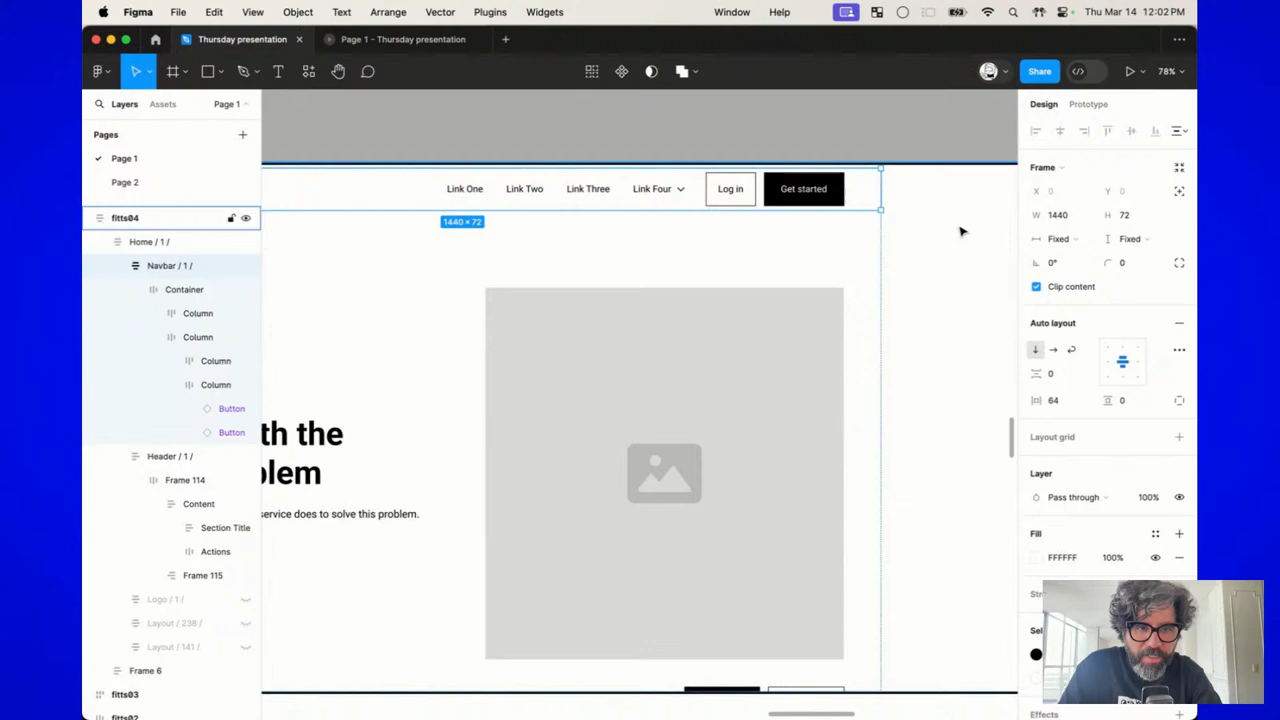 Figma File Edit View Object Text Arrange Vector Plugins Widgets Window Help Thu Mar 14 12:02 PM
Thursday presentation
Page 1 - Thursday presentation
Share
78%
Layers Assets Page 1
Pages
Page 1
Page 2
fitts04
Home / 1 /
Navbar / 1 /
Container
Column
Column
Column
Column
Button
Button
Header / 1 /
Frame 114
Content
Section Title
Actions
Frame 115
Logo / 1 /
Layout / 238 /
Layout / 141 /
Frame 6
fitts03
fitts02
Link One Link Two Link Three Link Four Log in Get started
1440 × 72
th the
blem
service does to solve this problem.
Design Prototype
Frame
X 0 Y 0
W 1440 H 72
Fixed Fixed
0° 0
Clip content
Auto layout
0
64 0
Layout grid
Layer
Pass through 100%
Fill
FFFFFF 100%
Effects